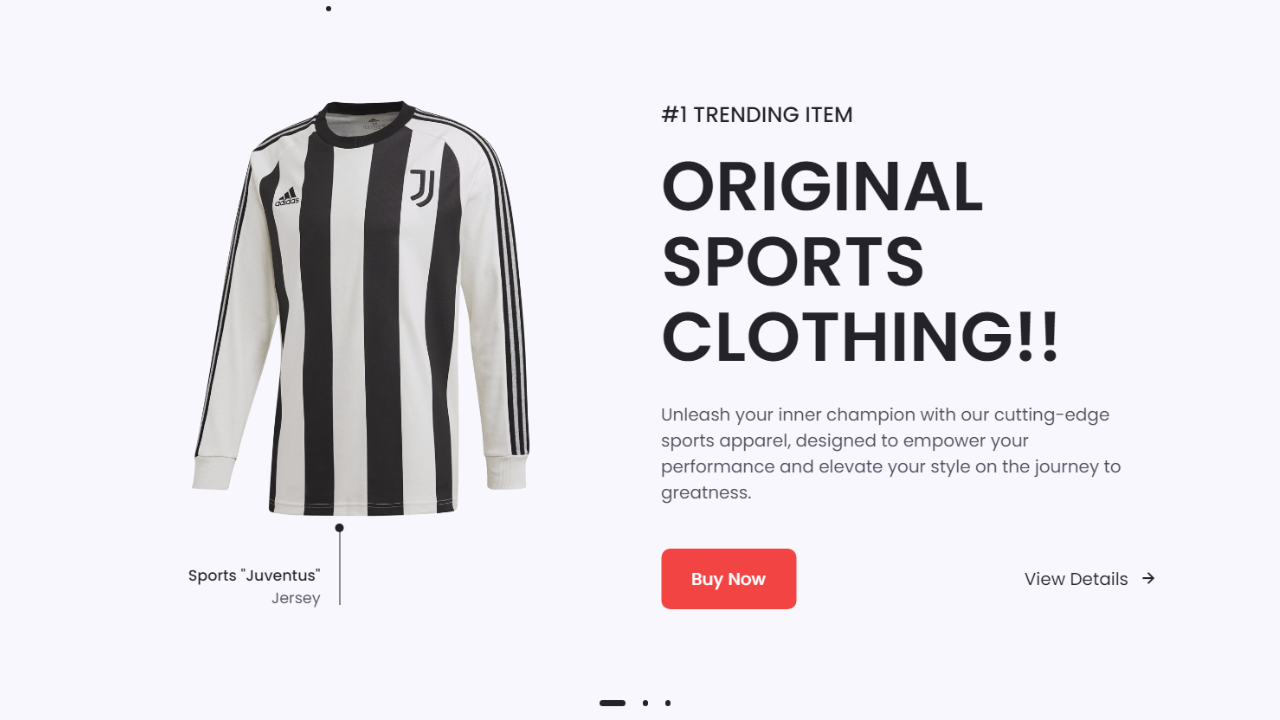 #1 TRENDING ITEM
ORIGINAL
SPORTS
CLOTHING!!
adidas
Unleash your inner champion with our cutting-edge
sports apparel, designed to empower your
performance and elevate your style on the journey to
greatness.
Buy Now
View Details →
Sports "Juventus"
Jersey